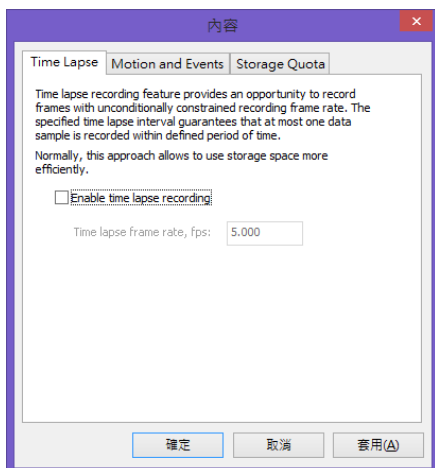 內容
Time Lapse Motion and Events Storage Quota
Time lapse recording feature provides an opportunity to record
frames with unconditionally constrained recording frame rate. The
specified time lapse interval guarantees that at most one data
sample is recorded within defined period of time.
Normally, this approach allows to use storage space more
efficiently.
Enable time lapse recording
Time lapse frame rate, fps: 5.000
確定 取消 套用(A)